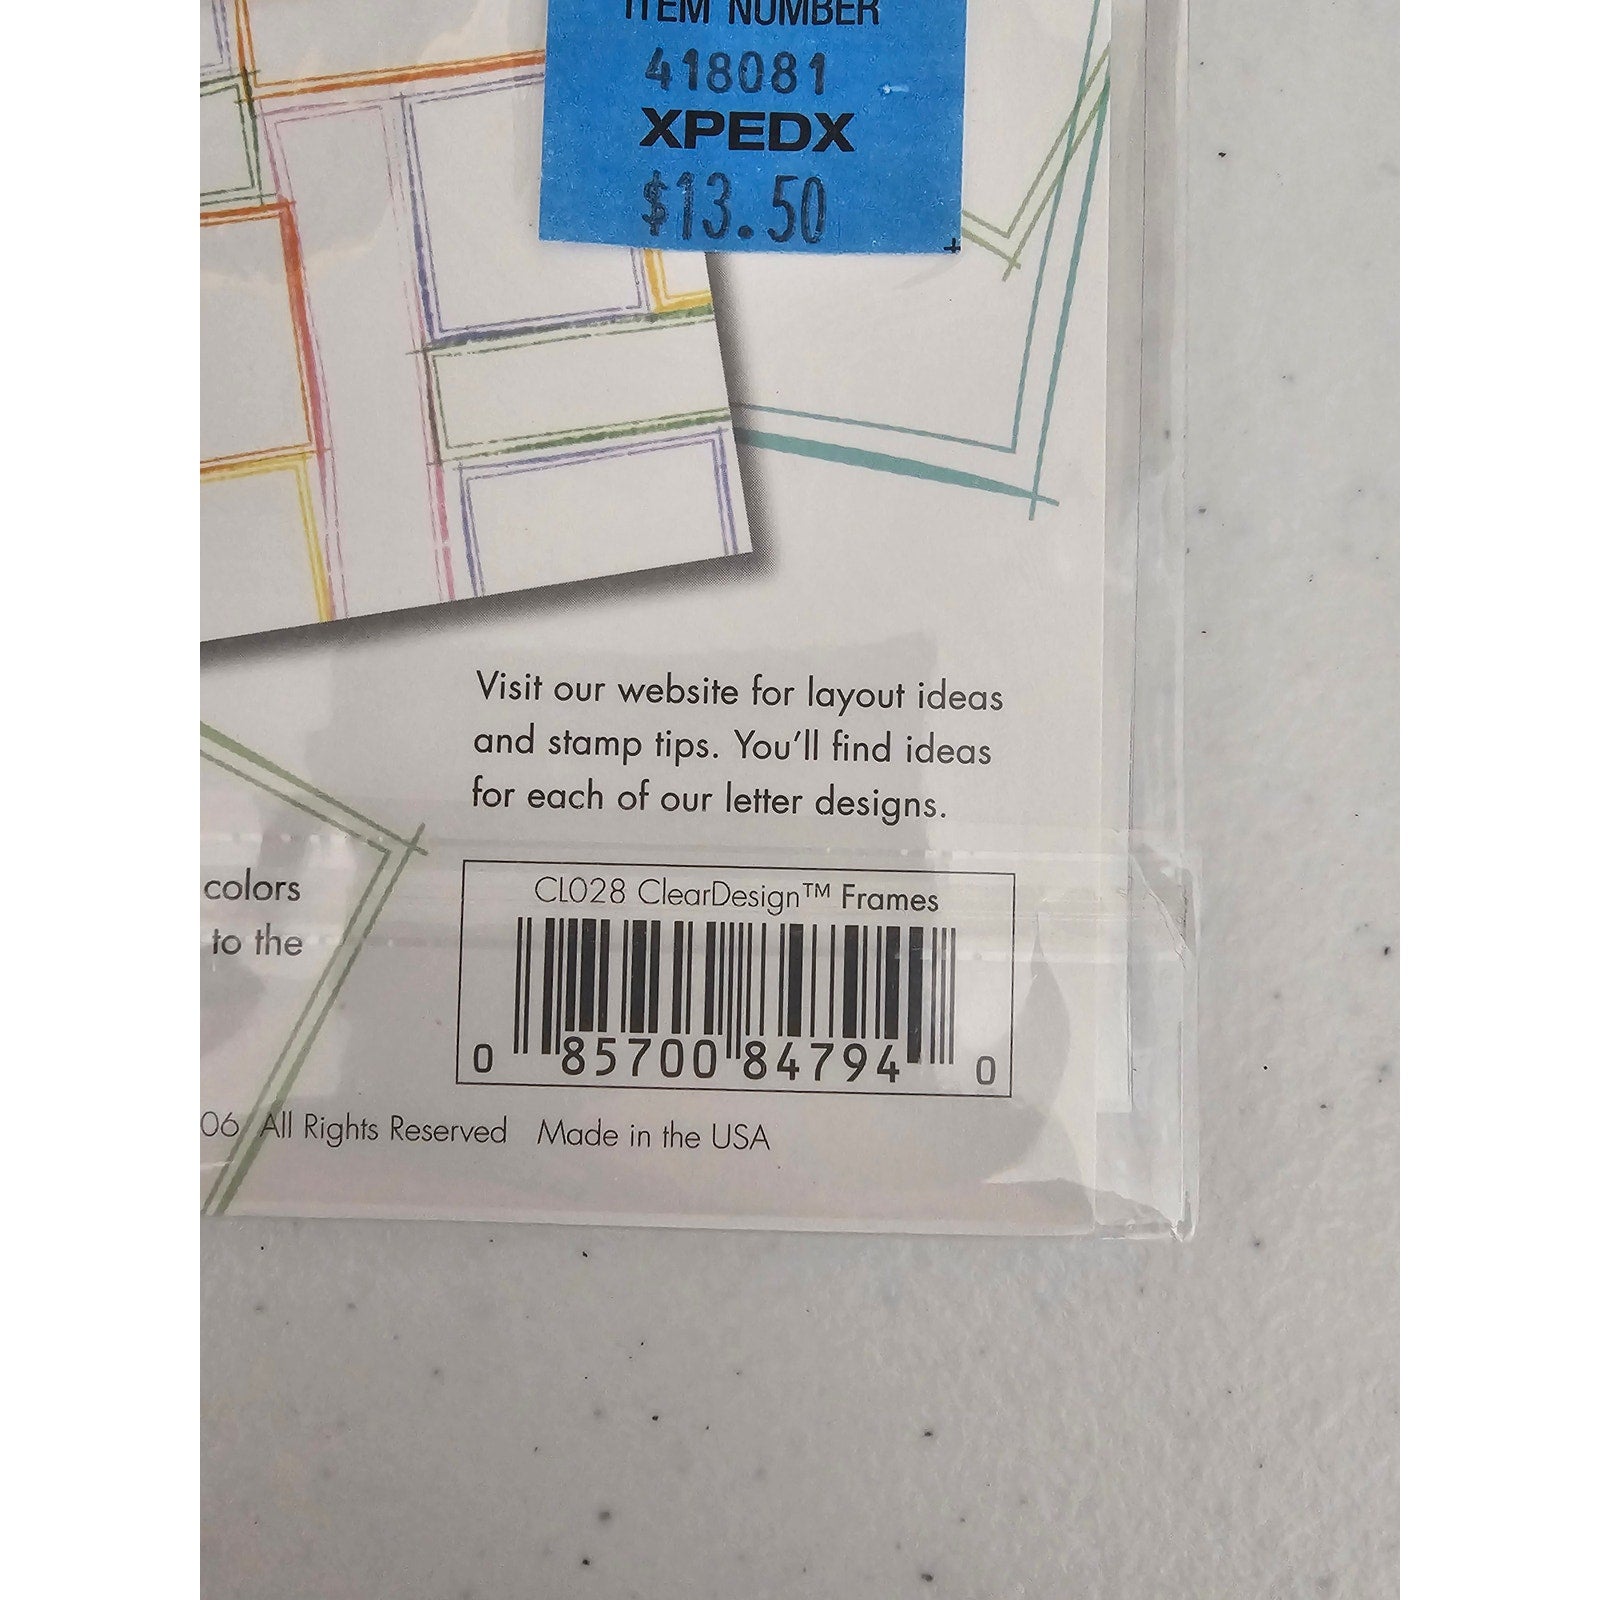 ITEM NUMBER
418081
XPEDX
$13.50
Visit our website for layout ideas
and stamp tips. You'll find ideas
for each of our letter designs.
colors
to the
CL028 ClearDesign™ Frames
0 85700 84794 0
06 All Rights Reserved Made in the USA